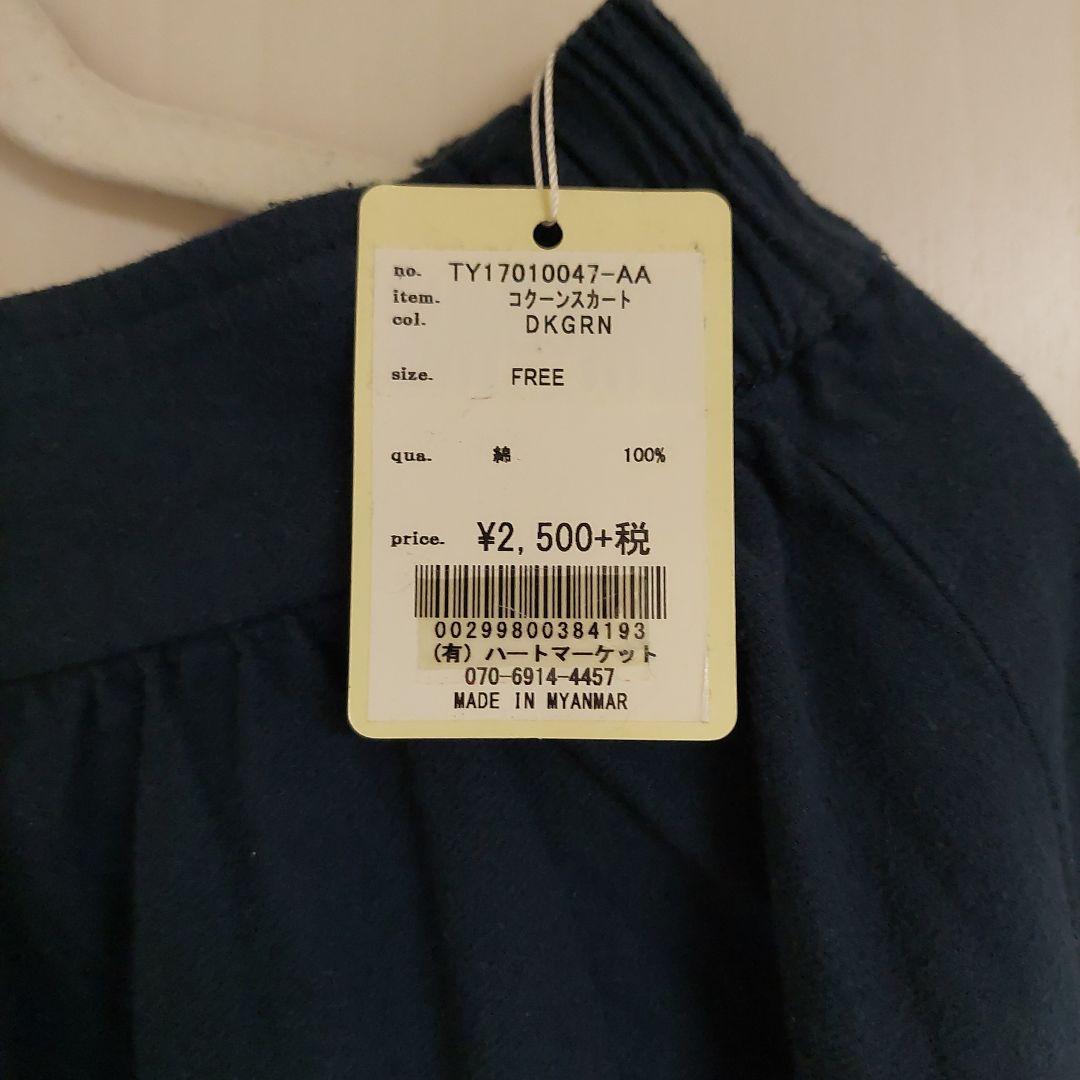 no. TY17010047-AA
item. コクーンスカート
col. DKGRN
size. FREE
qua. 綿 100%
price. ¥2,500+税
00299800384193
(有) ハートマーケット
070-6914-4457
MADE IN MYANMAR